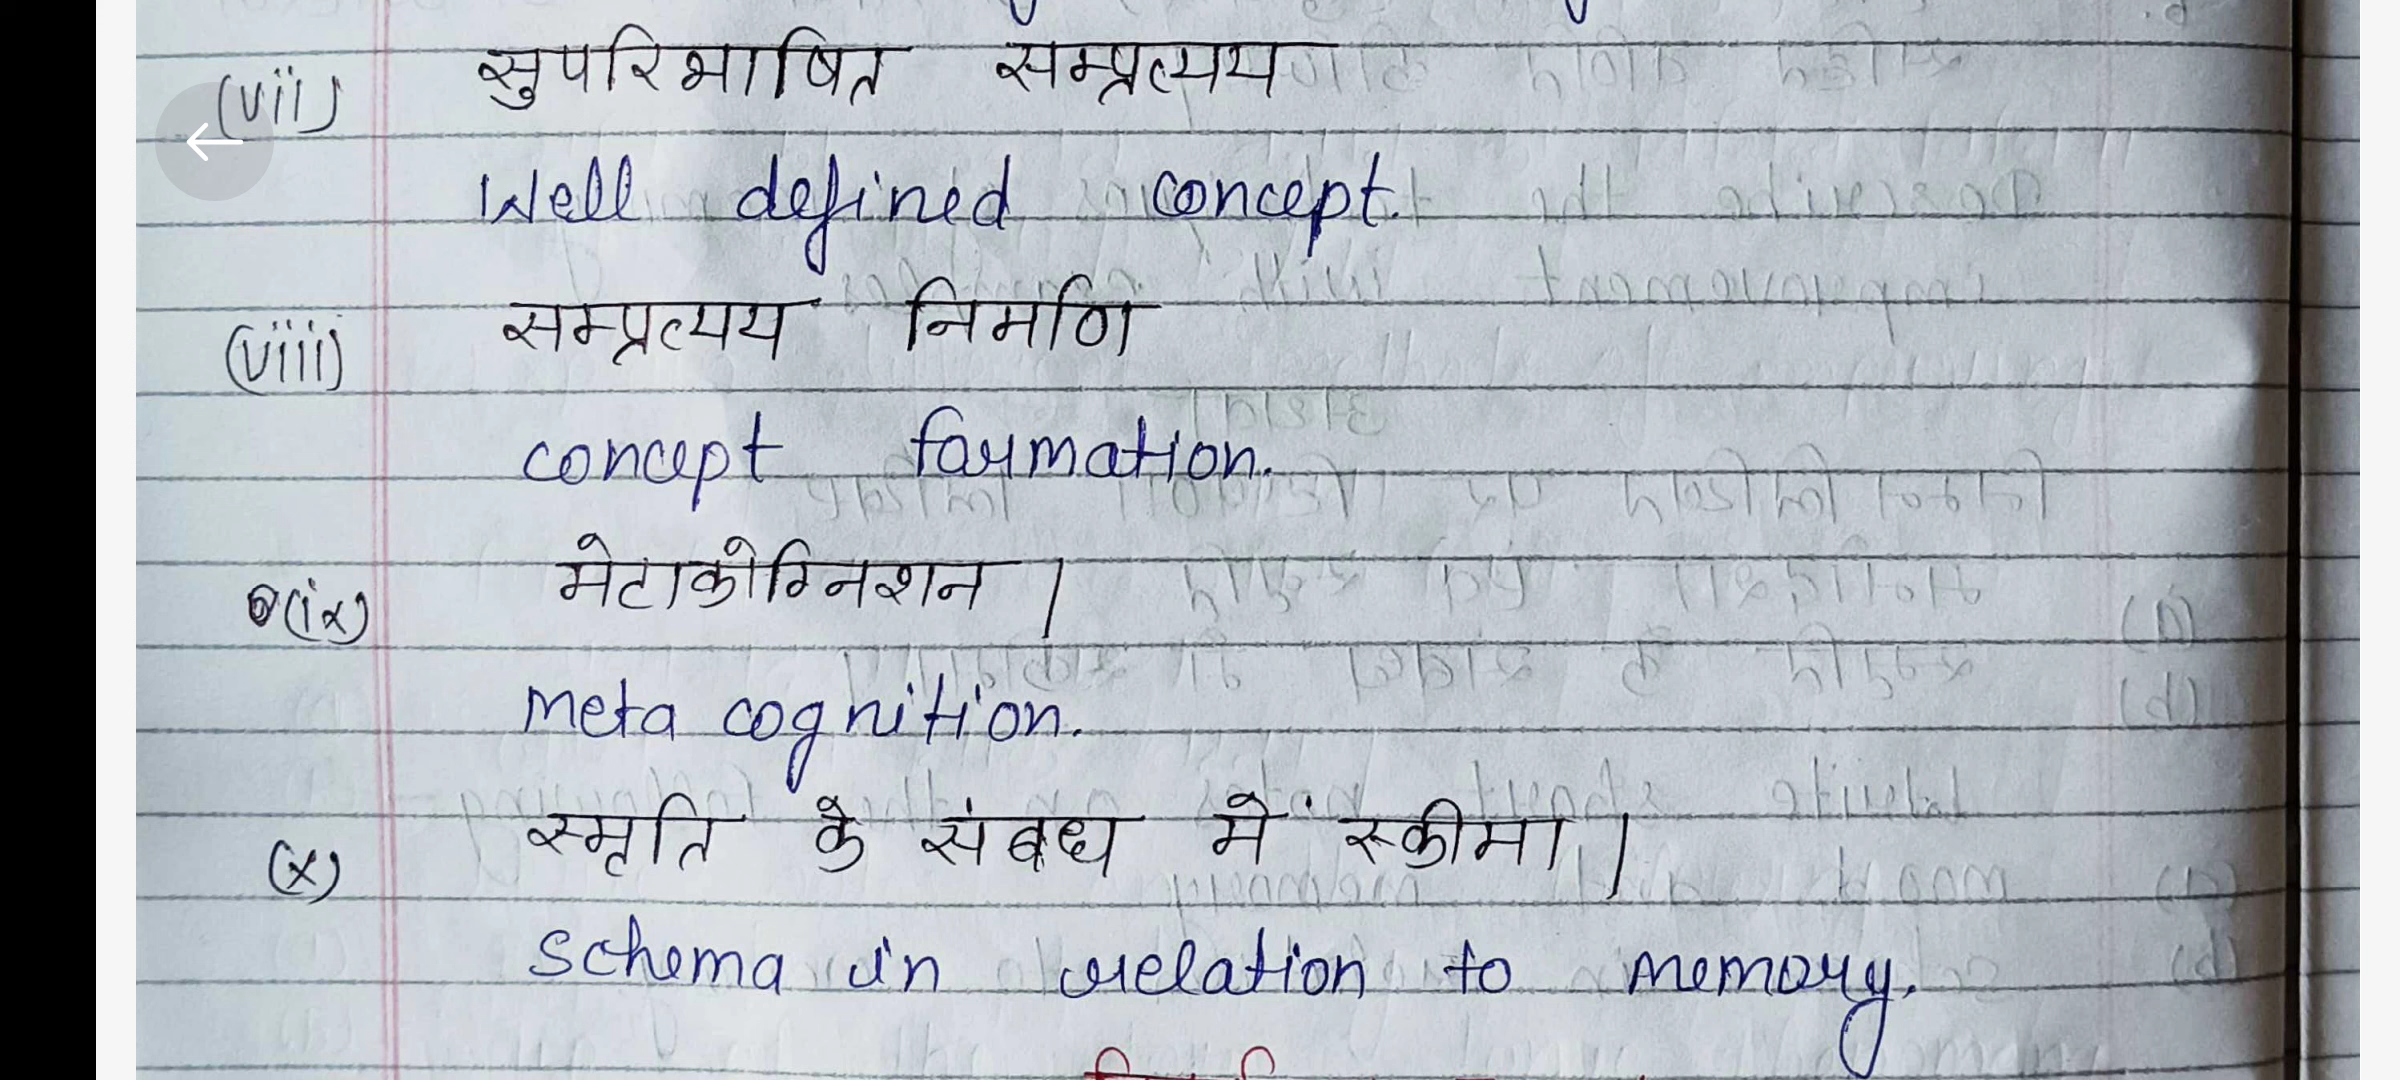 (vii) सुपरिभाषित सम्प्रत्यय
Well defined concept.
(viii) सम्प्रत्यय निर्माण
concept formation.
(ix) मेटाकोग्निशन।
meta cognition.
(x) स्मृति के संबध में स्कीमा।
Schema in relation to memory.